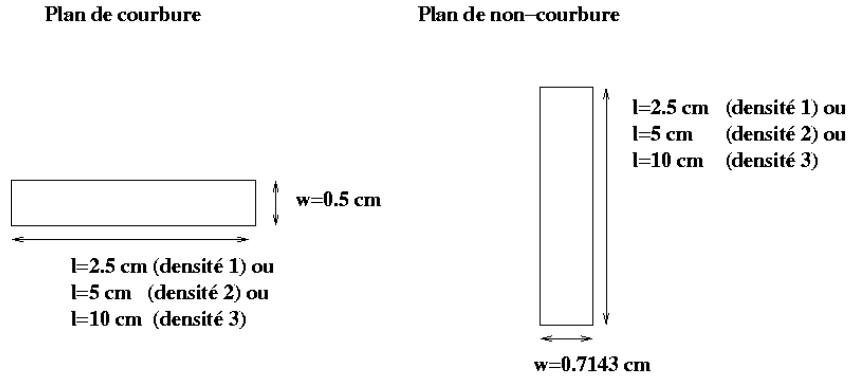 Plan de courbure
Plan de non–courbure
l=2.5 cm (densité 1) ou
l=5 cm (densité 2) ou
l=10 cm (densité 3)
w=0.5 cm
l=2.5 cm (densité 1) ou
l=5 cm (densité 2) ou
l=10 cm (densité 3)
w=0.7143 cm